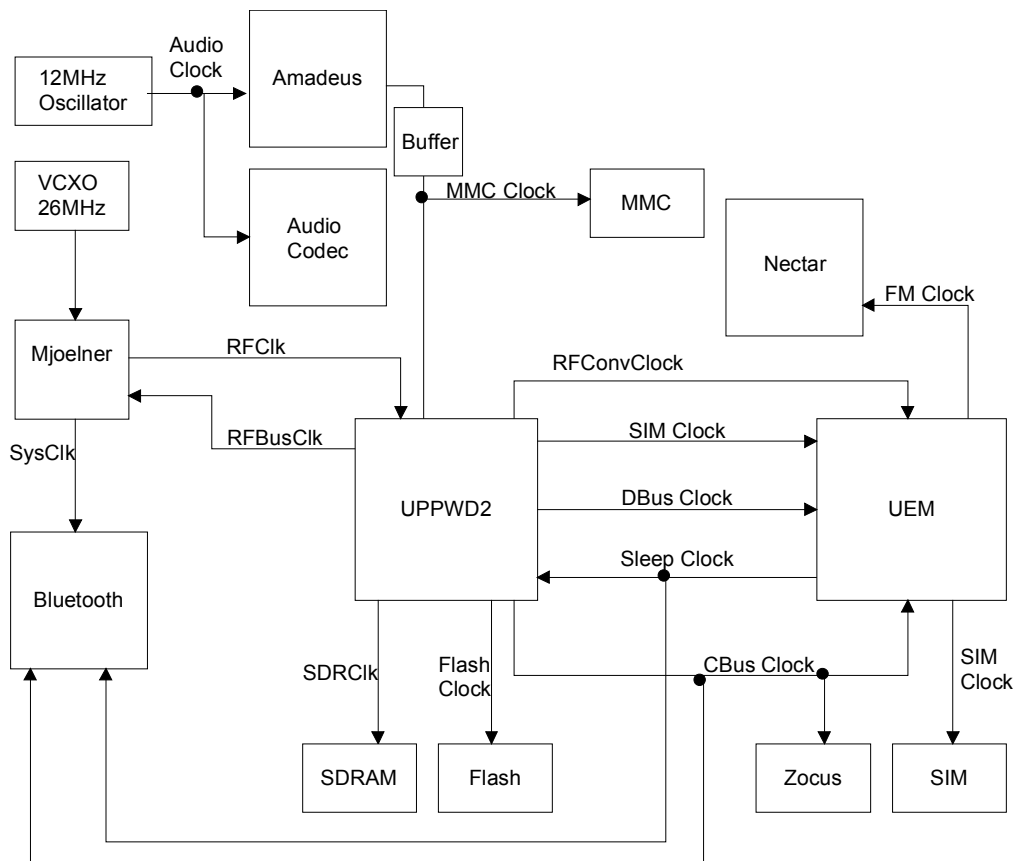 Audio
Clock
12MHz
Oscillator
Amadeus
Buffer
VCXO
26MHz
MMC Clock
MMC
Audio
Codec
Nectar
FM Clock
Mjoelner
RFClk
RFConvClock
RFBusClk
SIM Clock
SysClk
UPPWD2
DBus Clock
UEM
Sleep Clock
Bluetooth
SDRClk
Flash
Clock
CBus Clock
SIM
Clock
SDRAM
Flash
Zocus
SIM